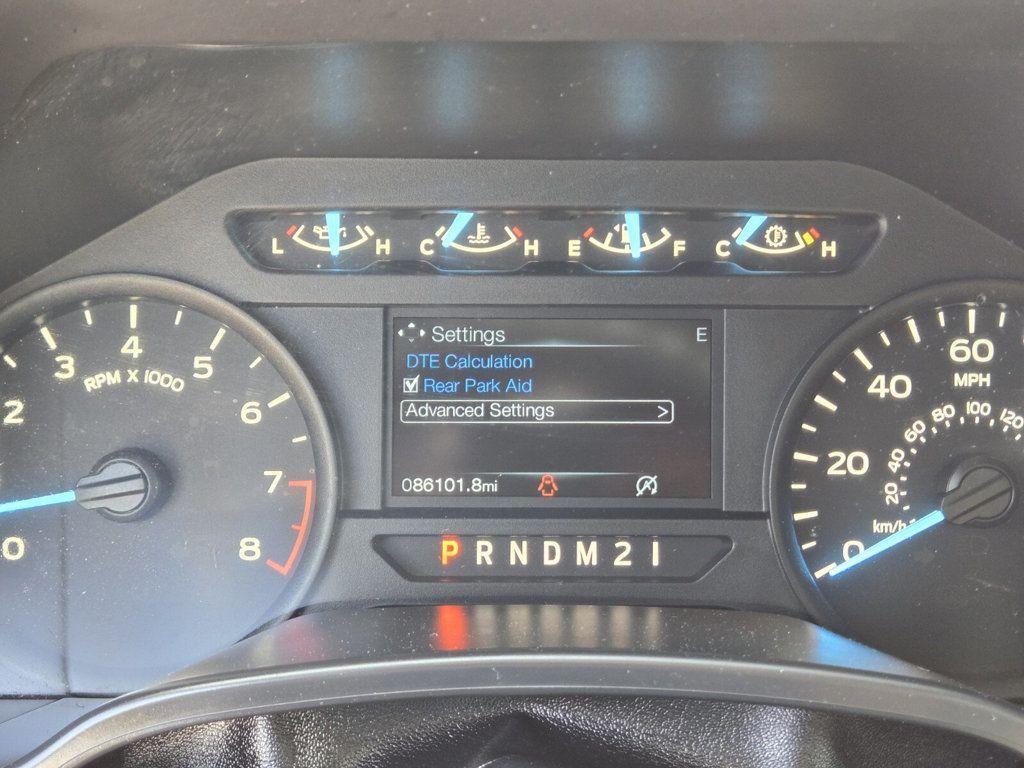 L H C H E F C H
Settings E
DTE Calculation
Rear Park Aid
Advanced Settings >
086101.8mi
P R N D M 2 1
0 2 3 4 5 6 7 8
RPM X 1000
0 20 40 60
MPH
20 40 60 80 100 120
km/h